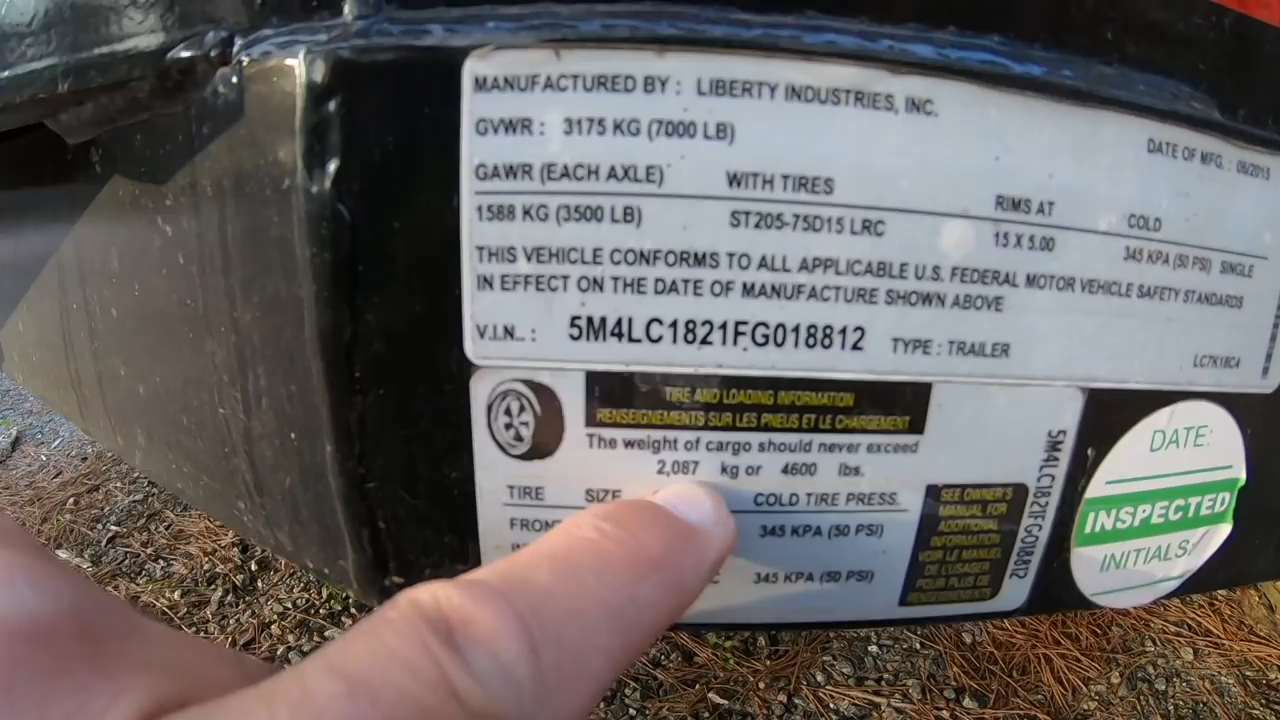 MANUFACTURED BY : LIBERTY INDUSTRIES, INC.
GVWR : 3175 KG (7000 LB)
DATE OF MFG. : 06/2015
GAWR (EACH AXLE) WITH TIRES RIMS AT COLD
1588 KG (3500 LB) ST205-75D15 LRC 15 X 5.00 345 KPA (50 PSI) SINGLE
THIS VEHICLE CONFORMS TO ALL APPLICABLE U.S. FEDERAL MOTOR VEHICLE SAFETY STANDARDS
IN EFFECT ON THE DATE OF MANUFACTURE SHOWN ABOVE
V.I.N.. : 5M4LC1821FG018812 TYPE : TRAILER LC7K18C4
TIRE AND LOADING INFORMATION
RENSEIGNEMENTS SUR LES PNEUS ET LE CHARGEMENT
The weight of cargo should never exceed
2,087 kg or 4600 lbs.
TIRE SIZE COLD TIRE PRESS.
345 KPA (50 PSI)
345 KPA (50 PSI)
SEE OWNER'S
MANUAL FOR
ADDITIONAL
INFORMATION
VOIR LE MANUEL
DE L'USAGER
POUR PLUS DE
RENSEIGNEMENTS
5M4LC1821FG018812
DATE:
INSPECTED
INITIALS: